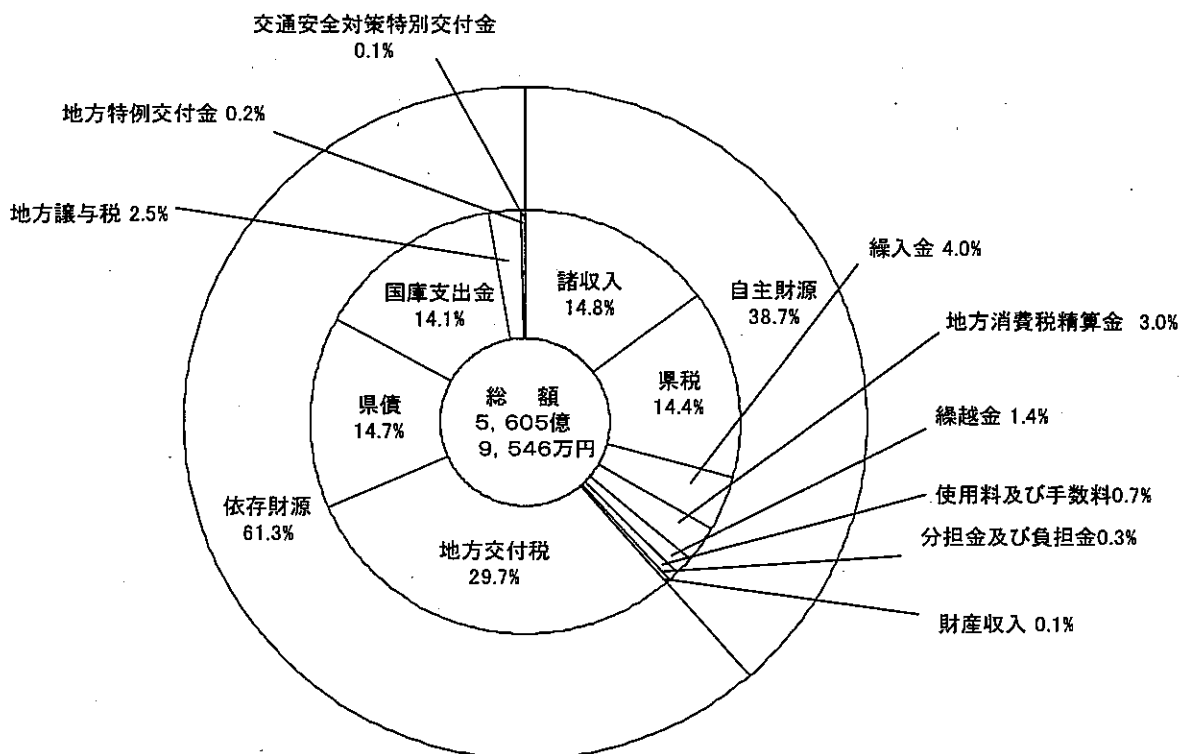 交通安全対策特別交付金
0.1%
地方特例交付金 0.2%
地方譲与税 2.5%
国庫支出金
14.1%
諸収入
14.8%
自主財源
38.7%
繰入金 4.0%
地方消費税精算金 3.0%
県税
14.4%
総 額
5,605億
9,546万円
県債
14.7%
繰越金 1.4%
使用料及び手数料0.7%
分担金及び負担金0.3%
依存財源
61.3%
地方交付税
29.7%
財産収入 0.1%